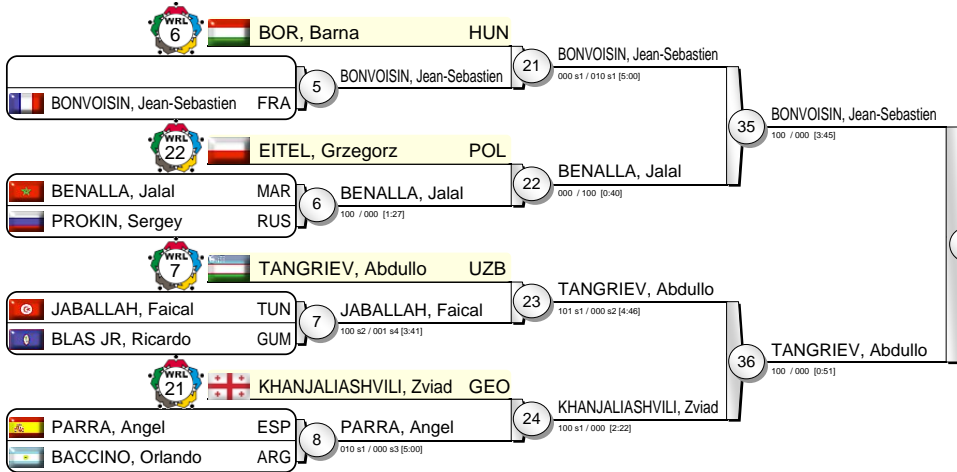 WRL
6
BOR, Barna HUN
BONVOISIN, Jean-Sebastien FRA
5
BONVOISIN, Jean-Sebastien
21
BONVOISIN, Jean-Sebastien
000 s1 / 010 s1 [5:00]
WRL
22
EITEL, Grzegorz POL
BENALLA, Jalal MAR
PROKIN, Sergey RUS
6
BENALLA, Jalal
100 / 000 [1:27]
22
BENALLA, Jalal
000 / 100 [0:40]
35
BONVOISIN, Jean-Sebastien
100 / 000 [3:45]
WRL
7
TANGRIEV, Abdullo UZB
JABALLAH, Faical TUN
BLAS JR, Ricardo GUM
7
JABALLAH, Faical
100 s2 / 001 s4 [3:41]
23
TANGRIEV, Abdullo
101 s1 / 000 s2 [4:46]
WRL
21
KHANJALIASHVILI, Zviad GEO
PARRA, Angel ESP
BACCINO, Orlando ARG
8
PARRA, Angel
010 s1 / 000 s3 [5:00]
24
KHANJALIASHVILI, Zviad
100 s1 / 000 [2:22]
36
TANGRIEV, Abdullo
100 / 000 [0:51]